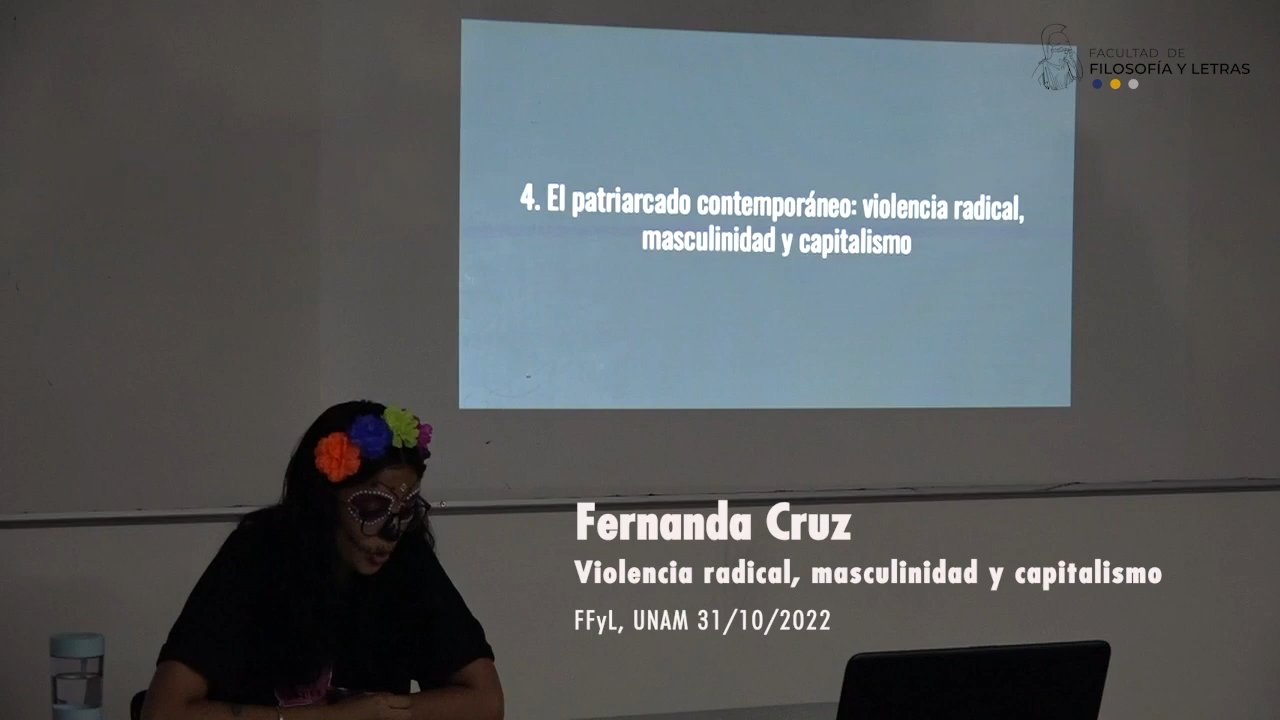 FACULTAD DE
FILOSOFÍA Y LETRAS
4. El patriarcado contemporáneo: violencia radical,
masculinidad y capitalismo
Fernanda Cruz
Violencia radical, masculinidad y capitalismo
FFyL, UNAM 31/10/2022